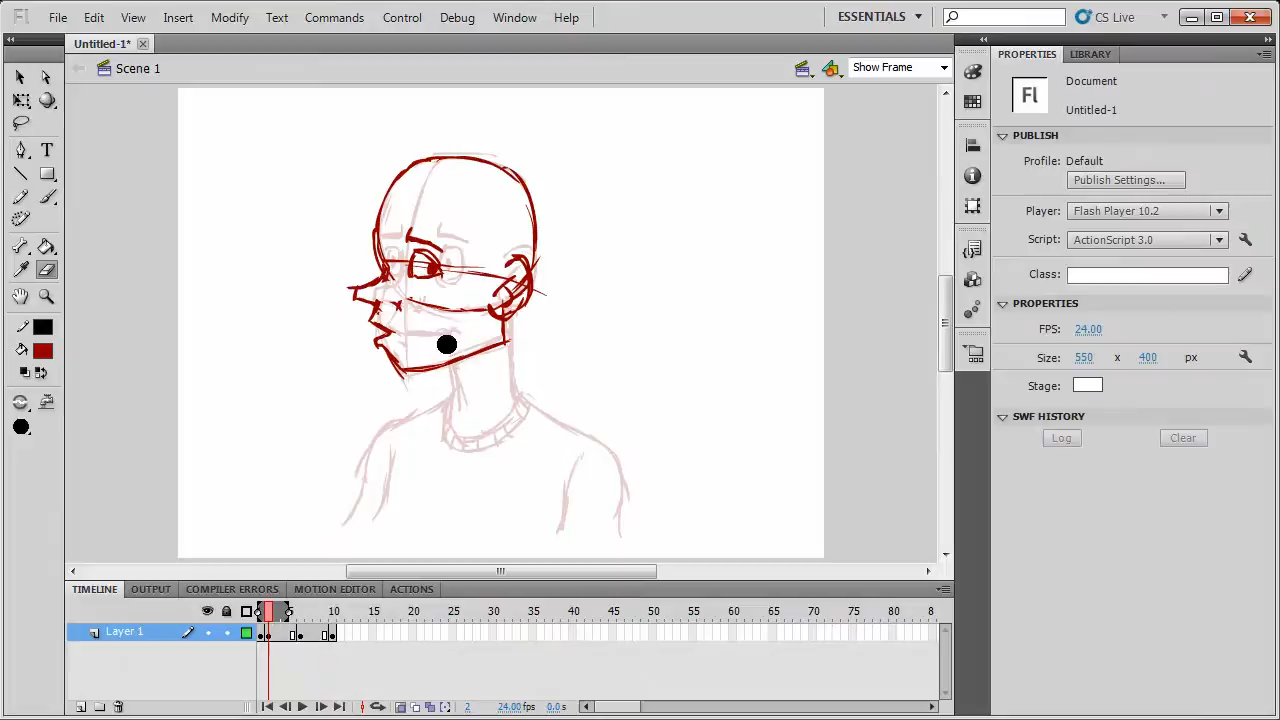 Fl File Edit View Insert Modify Text Commands Control Debug Window Help ESSENTIALS CS Live
Untitled-1*
Scene 1 Show Frame
PROPERTIES LIBRARY
Fl Document
Untitled-1
PUBLISH
Profile: Default
Publish Settings...
Player: Flash Player 10.2
Script: ActionScript 3.0
Class:
PROPERTIES
FPS: 24.00
Size: 550 x 400 px
Stage:
SWF HISTORY
Log Clear
T
TIMELINE OUTPUT COMPILER ERRORS MOTION EDITOR ACTIONS
5 10 15 20 25 30 35 40 45 50 55 60 65 70 75 80 8
Layer 1
2 24.00fps 0.0s